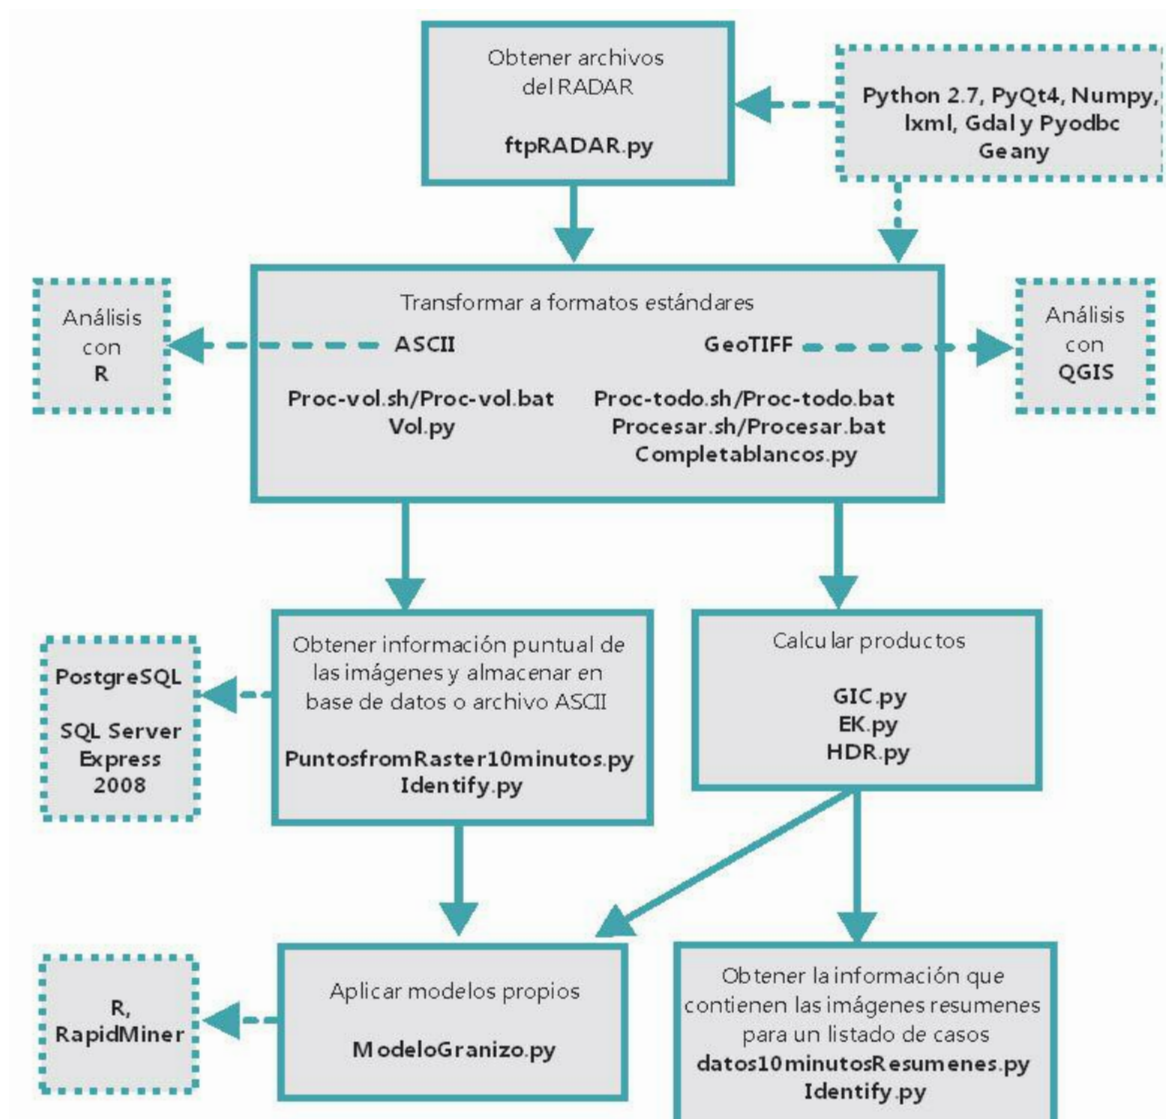 Obtener archivos
del RADAR
ftpRADAR.py
Python 2.7, PyQt4, Numpy,
lxml, Gdal y Pyodbc
Geany
Transformar a formatos estándares
ASCII
GeoTIFF
Proc-vol.sh/Proc-vol.bat
Vol.py
Proc-todo.sh/Proc-todo.bat
Procesar.sh/Procesar.bat
Completablancos.py
Análisis
con
R
Análisis
con
QGIS
Obtener información puntual de
las imágenes y almacenar en
base de datos o archivo ASCII
PuntosfromRaster10minutos.py
Identify.py
Calcular productos
GIC.py
EK.py
HDR.py
PostgreSQL
SQL Server
Express
2008
Aplicar modelos propios
ModeloGranizo.py
R,
RapidMiner
Obtener la información que
contienen las imágenes resumenes
para un listado de casos
datos10minutosResumenes.py
Identify.py